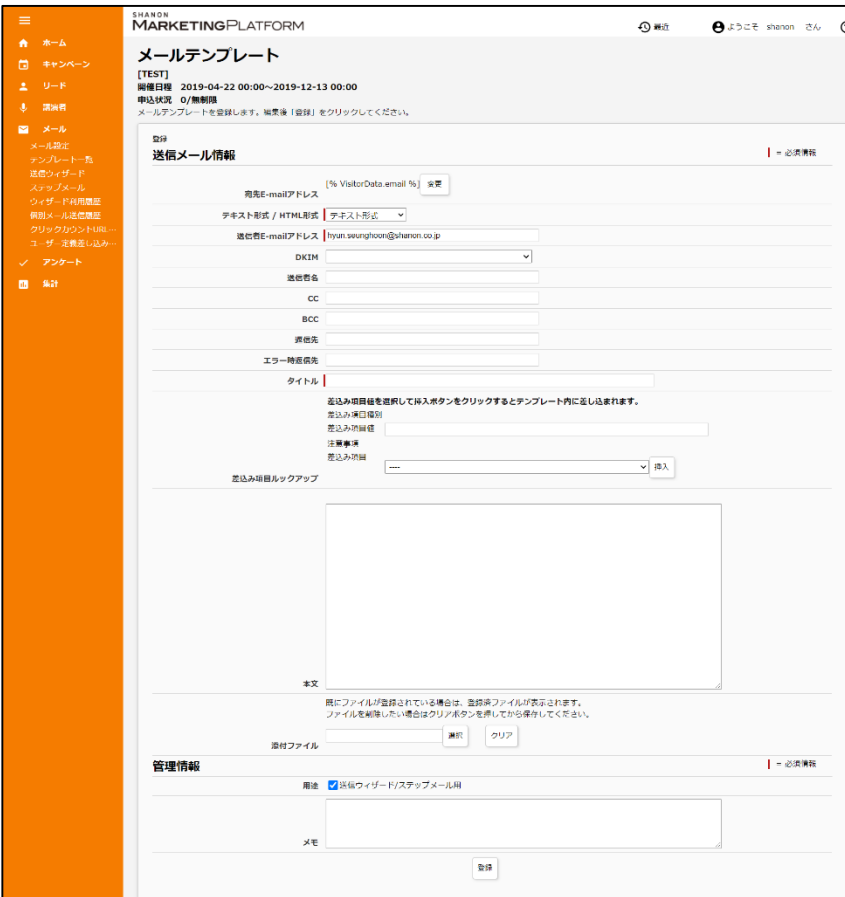 SHANON
MARKETINGPLATFORM
最近
ようこそ shanon さん
ホーム
キャンペーン
リード
講演者
メール
メール設定
テンプレート一覧
送信ウィザード
ステップメール
ウィザード利用履歴
個別メール送信履歴
クリックカウントURL…
ユーザー定義差し込み…
アンケート
集計
メールテンプレート
[TEST]
開催日程 2019-04-22 00:00~2019-12-13 00:00
申込状況 0/無制限
メールテンプレートを登録します。編集後「登録」をクリックしてください。
登録
送信メール情報
= 必須情報
宛先E-mailアドレス [% VisitorData.email %] 変更
テキスト形式 / HTML形式 テキスト形式
送信者E-mailアドレス hyun.seunghoon@shanon.co.jp
DKIM
送信者名
CC
BCC
返信先
エラー時返信先
タイトル
差込み項目値を選択して挿入ボタンをクリックするとテンプレート内に差し込まれます。
差込み項目種別
差込み項目値
注意事項
差込み項目
---- 挿入
差込み項目ルックアップ
本文
既にファイルが登録されている場合は、登録済ファイルが表示されます。
ファイルを削除したい場合はクリアボタンを押してから保存してください。
添付ファイル 選択 クリア
管理情報
= 必須情報
用途 送信ウィザード/ステップメール用
メモ
登録